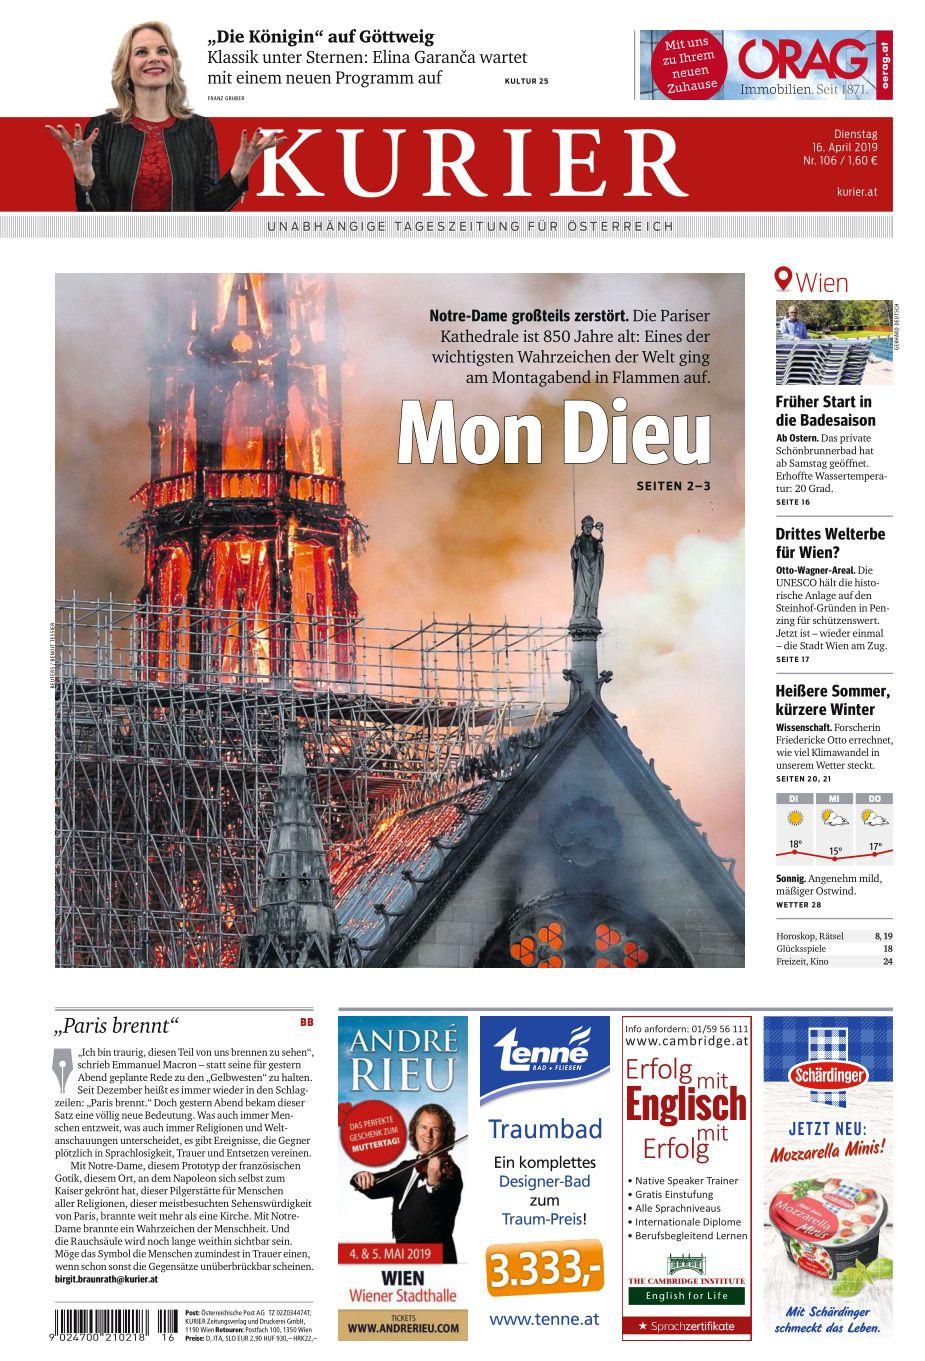 „Die Königin“ auf Göttweig
Klassik unter Sternen: Elina Garanča wartet
mit einem neuen Programm auf
KULTUR 25
FRANZ GRUBER
Mit uns
zu Ihrem
neuen
Zuhause
ÖRAG
Immobilien. Seit 1871.
oerag.at
KURIER
Dienstag
16. April 2019
Nr. 106 / 1,60 €
kurier.at
UNABHÄNGIGE TAGESZEITUNG FÜR ÖSTERREICH
Notre-Dame großteils zerstört. Die Pariser
Kathedrale ist 850 Jahre alt: Eines der
wichtigsten Wahrzeichen der Welt ging
am Montagabend in Flammen auf.
Mon Dieu
SEITEN 2–3
REUTERS / BENOIT TESSIER
Wien
GERHARD DEUTSCH
Früher Start in
die Badesaison
Ab Ostern. Das private
Schönbrunnerbad hat
ab Samstag geöffnet.
Erhoffte Wassertempera-
tur: 20 Grad.
SEITE 16
Drittes Welterbe
für Wien?
Otto-Wagner-Areal. Die
UNESCO hält die histo-
rische Anlage auf den
Steinhof-Gründen in Pen-
zing für schützenswert.
Jetzt ist – wieder einmal
– die Stadt Wien am Zug.
SEITE 17
Heißere Sommer,
kürzere Winter
Wissenschaft. Forscherin
Friedericke Otto errechnet,
wie viel Klimawandel in
unserem Wetter steckt.
SEITEN 20, 21
DI MI DO
18° 15° 17°
Sonnig. Angenehm mild,
mäßiger Ostwind.
WETTER 28
Horoskop, Rätsel 8, 19
Glücksspiele 18
Freizeit, Kino 24
„Paris brennt“
BB
„Ich bin traurig, diesen Teil von uns brennen zu sehen“,
schrieb Emmanuel Macron – statt seine für gestern
Abend geplante Rede zu den „Gelbwesten“ zu halten.
Seit Dezember heißt es immer wieder in den Schlag-
zeilen: „Paris brennt.“ Doch gestern Abend bekam dieser
Satz eine völlig neue Bedeutung. Was auch immer Men-
schen entzweit, was auch immer Religionen und Welt-
anschauungen unterscheidet, es gibt Ereignisse, die Gegner
plötzlich in Sprachlosigkeit, Trauer und Entsetzen vereinen.
Mit Notre-Dame, diesem Prototyp der französischen
Gotik, diesem Ort, an dem Napoleon sich selbst zum
Kaiser gekrönt hat, dieser Pilgerstätte für Menschen
aller Religionen, dieser meistbesuchten Sehenswürdigkeit
von Paris, brannte weit mehr als eine Kirche. Mit Notre-
Dame brannte ein Wahrzeichen der Menschheit. Und
die Rauchsäule wird noch lange weithin sichtbar sein.
Möge das Symbol die Menschen zumindest in Trauer einen,
wenn schon sonst die Gegensätze unüberbrückbar scheinen.
birgit.braunrath@kurier.at
9 024700 210218 16
Post: Österreichische Post AG TZ 02Z034474T;
KURIER Zeitungsverlag und Druckerei GmbH,
1190 Wien Retouren: Postfach 100, 1350 Wien
Preise: D, ITA, SLO EUR 2,90 HUF 930,– HRK22,–
ANDRÉ
RIEU
DAS PERFEKTE
GESCHENK ZUM
MUTTERTAG!
4. & 5. MAI 2019
WIEN
Wiener Stadthalle
TICKETS
WWW.ANDRERIEU.COM
tenne
BAD + FLIESEN
Traumbad
Ein komplettes
Designer-Bad
zum
Traum-Preis!
3.333,-
www.tenne.at
Info anfordern: 01/59 56 111
www.cambridge.at
Erfolg mit
Englisch
mit
Erfolg
• Native Speaker Trainer
• Gratis Einstufung
• Alle Sprachniveaus
• Internationale Diplome
• Berufsbegleitend Lernen
THE CAMBRIDGE INSTITUTE
English for Life
★ Sprachzertifikate
Schärdinger
JETZT NEU:
Mozzarella Minis!
Schärdinger
Mozzarella
Minis
Mit Schärdinger
schmeckt das Leben.